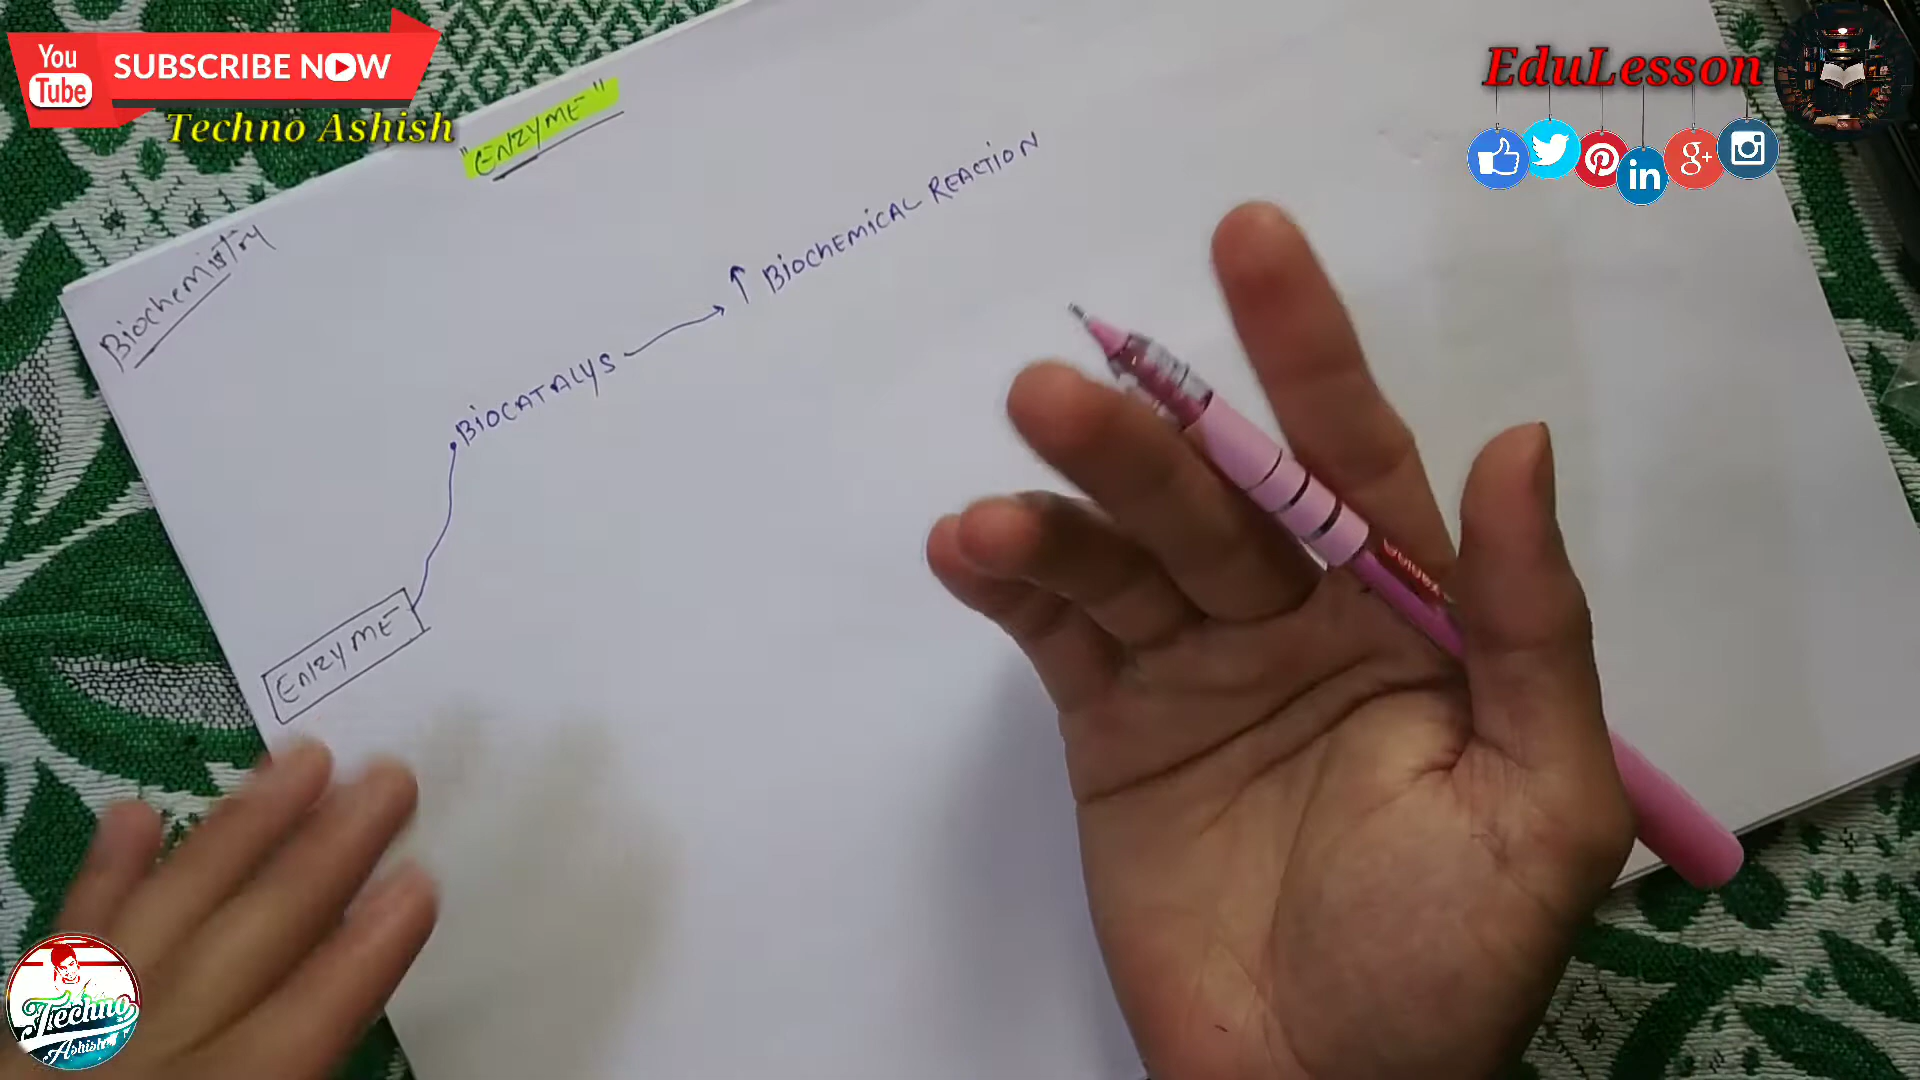 You
Tube
SUBSCRIBE NOW
Techno Ashish
EduLesson
"ENZYME"
Biochemistry
↑ BiOChEMiCAL REACTiON
BiOCATALYS
ENZYME
Techno
Ashish